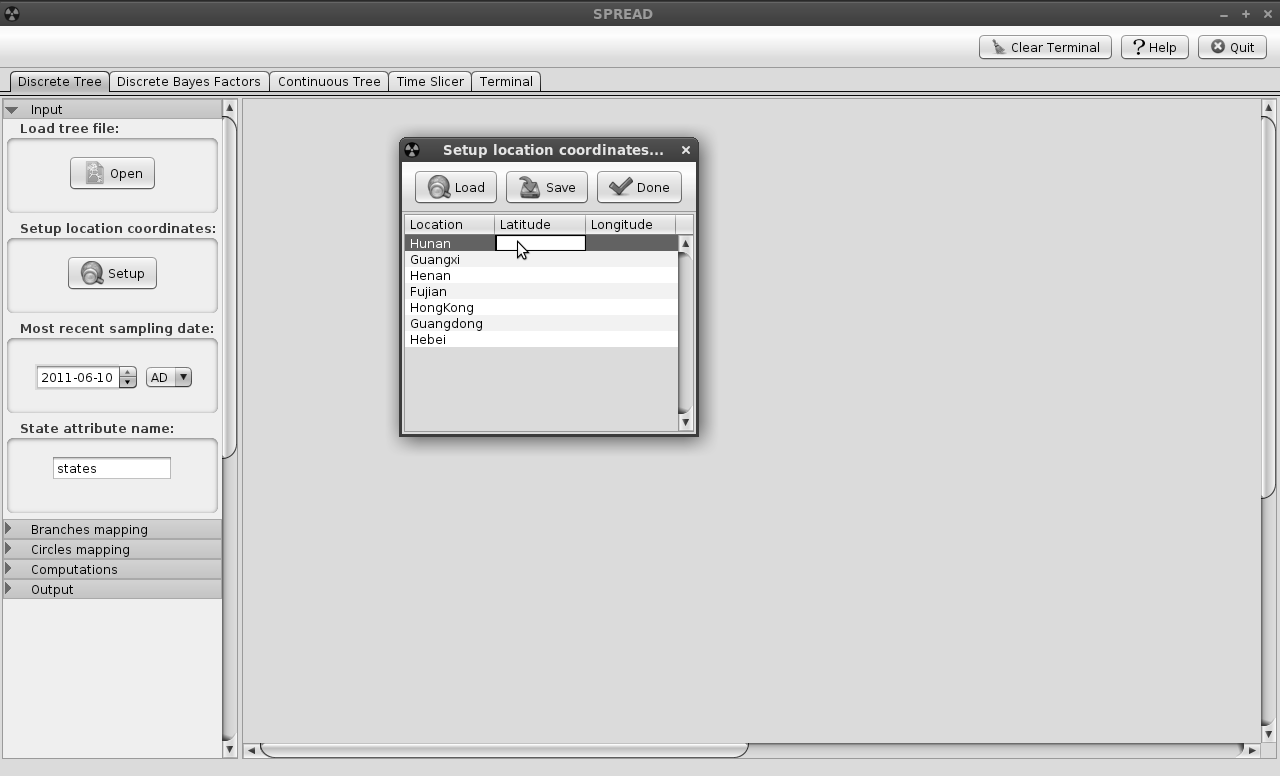 SPREAD
Clear Terminal Help Quit
Discrete Tree Discrete Bayes Factors Continuous Tree Time Slicer Terminal
Input
Load tree file:
Open
Setup location coordinates:
Setup
Most recent sampling date:
2011-06-10 AD
State attribute name:
states
Branches mapping
Circles mapping
Computations
Output
Setup location coordinates...
Load Save Done
Location Latitude Longitude
Hunan
Guangxi
Henan
Fujian
HongKong
Guangdong
Hebei